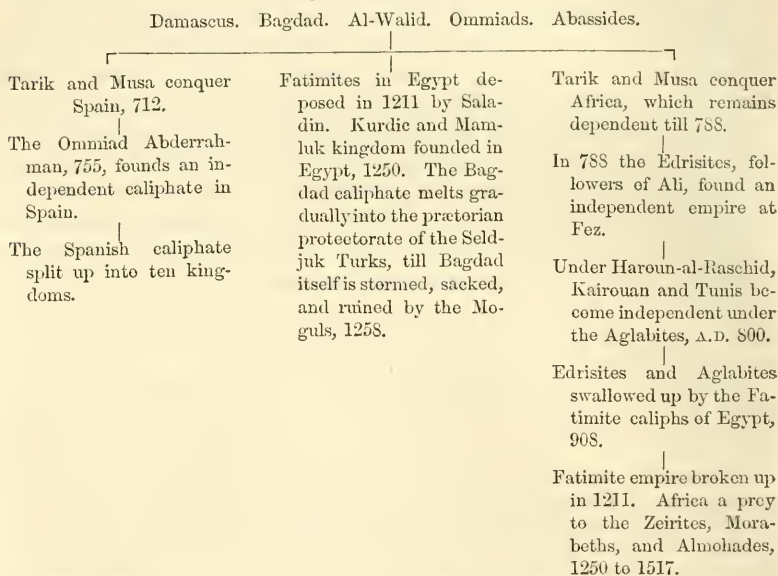 Damascus. Bagdad. Al-Walid. Ommiads. Abassides.
Tarik and Musa conquer
Spain, 712.
The Ommiad Abderrah-
man, 755, founds an in-
dependent caliphate in
Spain.
The Spanish caliphate
split up into ten king-
doms.
Fatimites in Egypt de-
posed in 1211 by Sala-
din. Kurdic and Mam-
luk kingdom founded in
Egypt, 1250. The Bag-
dad caliphate melts gra-
dually into the prætorian
protectorate of the Seld-
juk Turks, till Bagdad
itself is stormed, sacked,
and ruined by the Mo-
guls, 1258.
Tarik and Musa conquer
Africa, which remains
dependent till 788.
In 788 the Edrisites, fol-
lowers of Ali, found an
independent empire at
Fez.
Under Haroun-al-Raschid,
Kairouan and Tunis be-
come independent under
the Aglabites, A.D. 800.
Edrisites and Aglabites
swallowed up by the Fa-
timite caliphs of Egypt,
908.
Fatimite empire broken up
in 1211. Africa a prey
to the Zeirites, Mora-
beths, and Almohades,
1250 to 1517.